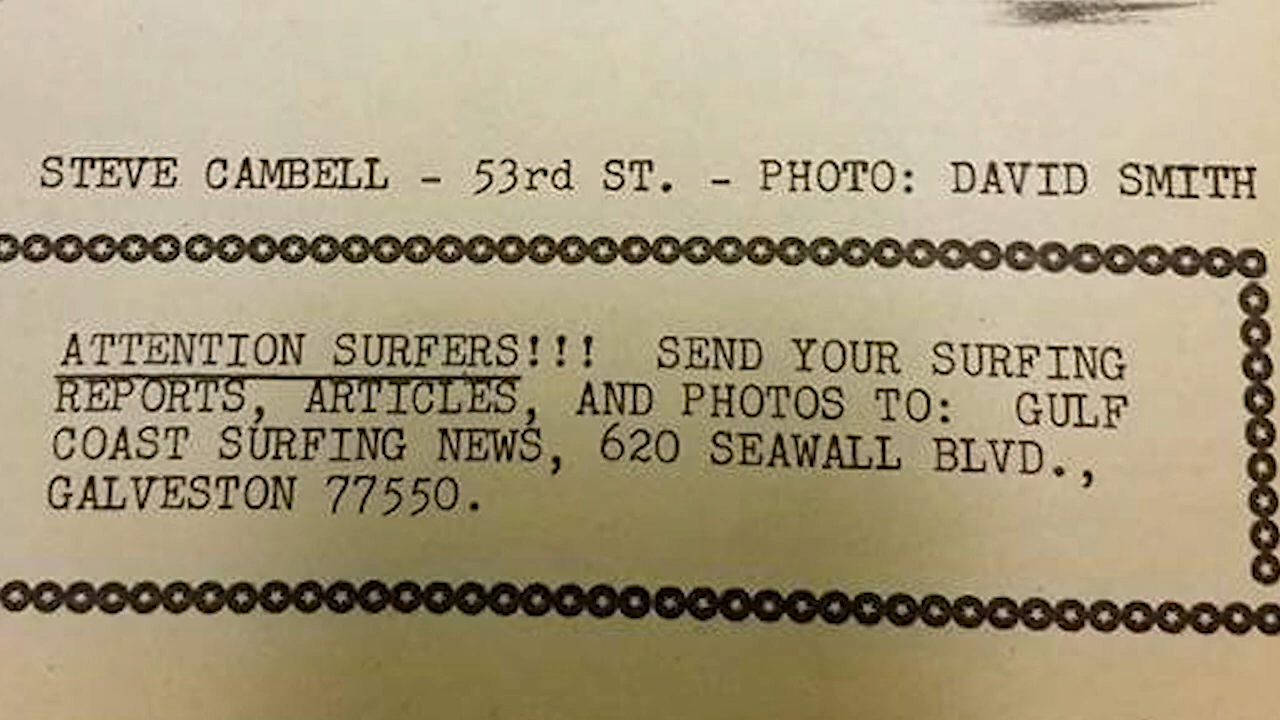 STEVE CAMBELL - 53rd ST. - PHOTO: DAVID SMITH
ATTENTION SURFERS!!! SEND YOUR SURFING
REPORTS, ARTICLES, AND PHOTOS TO: GULF
COAST SURFING NEWS, 620 SEAWALL BLVD.,
GALVESTON 77550.